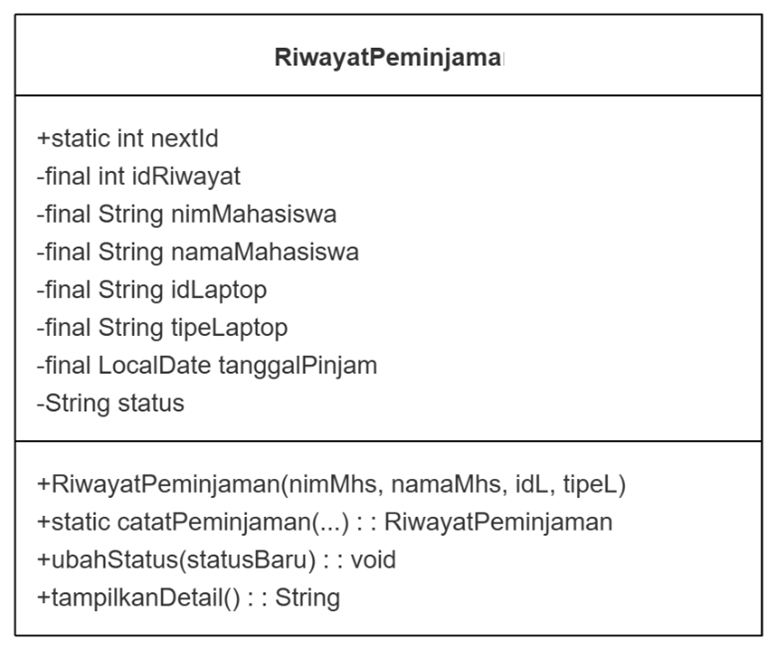 RiwayatPeminjama
+static int nextId
-final int idRiwayat
-final String nimMahasiswa
-final String namaMahasiswa
-final String idLaptop
-final String tipeLaptop
-final LocalDate tanggalPinjam
-String status
+RiwayatPeminjaman(nimMhs, namaMhs, idL, tipeL)
+static catatPeminjaman(...) : : RiwayatPeminjaman
+ubahStatus(statusBaru) : : void
+tampilkanDetail() : : String